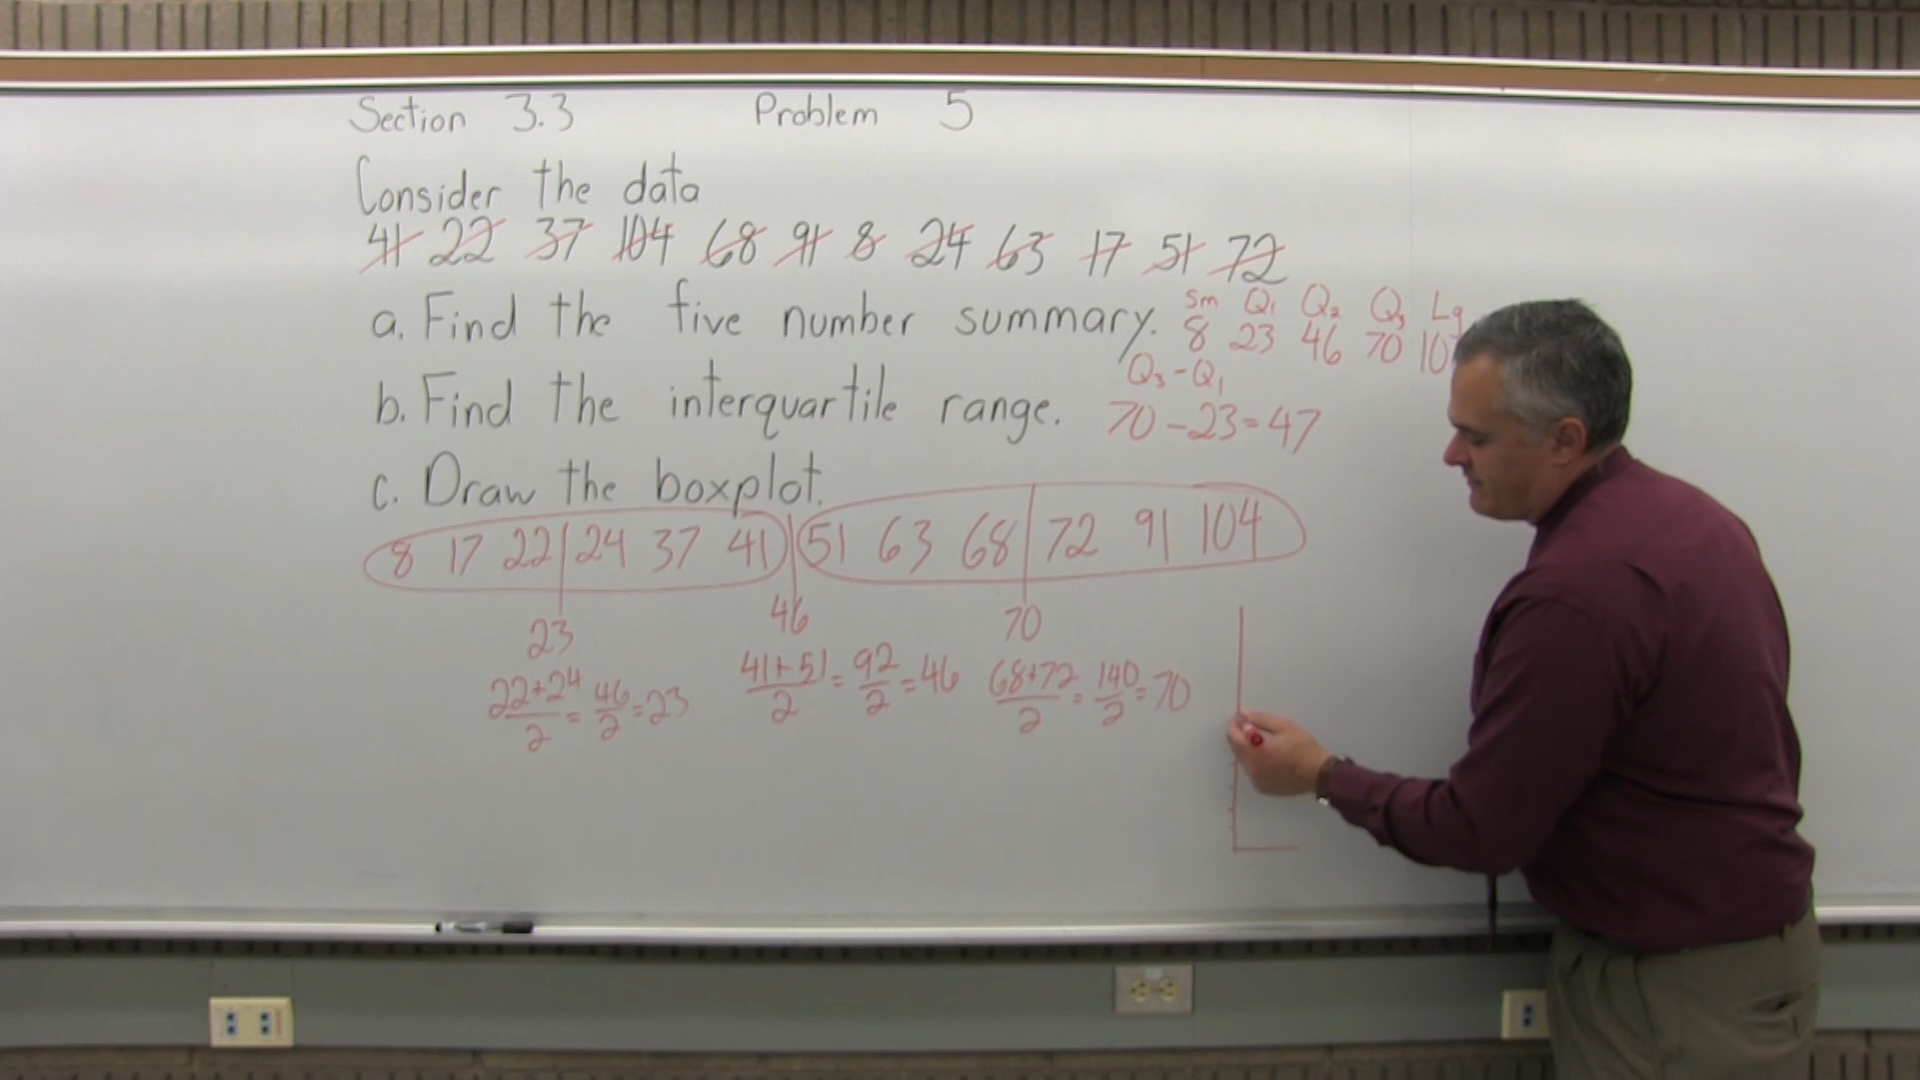 Section 3.3 Problem 5
Consider the data
41 22 37 104 68 91 8 24 63 17 51 72
a. Find the five number summary.
Sm Q₁ Q₂ Q₃ Lg
8 23 46 70 10
b. Find the interquartile range.
Q₃-Q₁
70-23=47
c. Draw the boxplot.
8 17 22 | 24 37 41 | 51 63 68 | 72 91 104
23 46 70
22+24/2 = 46/2 = 23
41+51/2 = 92/2 = 46
68+72/2 = 140/2 = 70